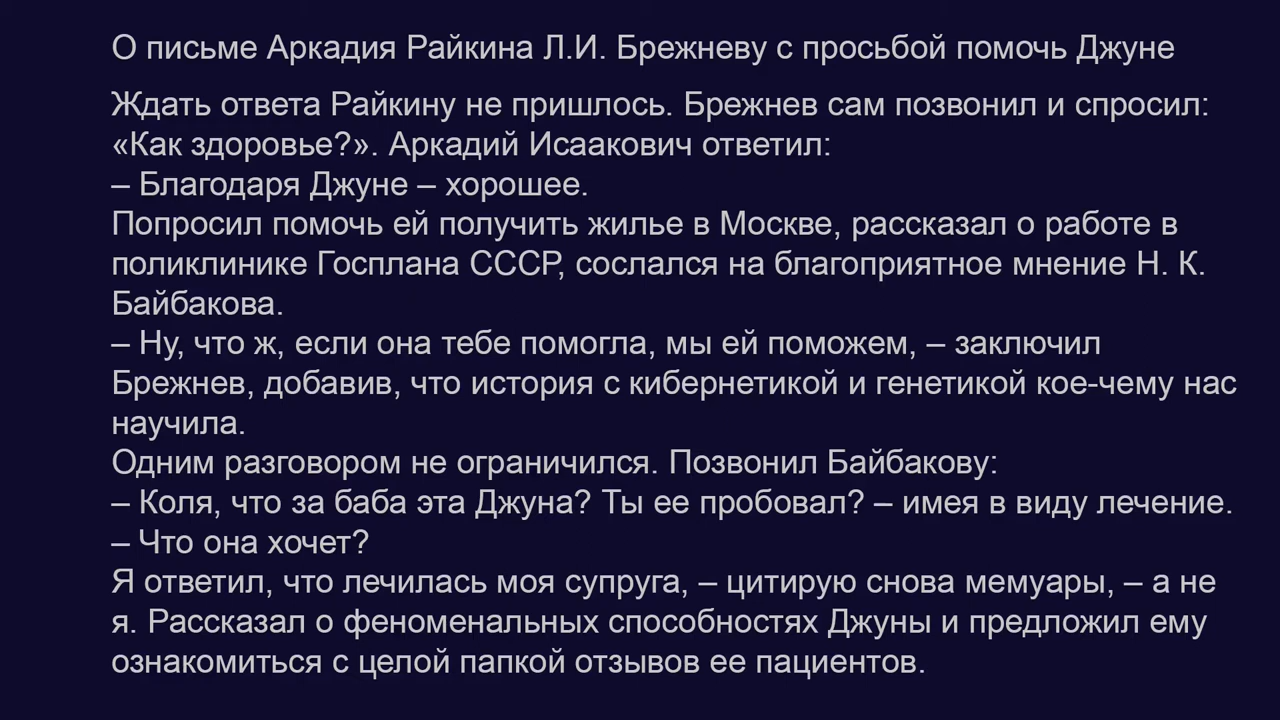 О письме Аркадия Райкина Л.И. Брежневу с просьбой помочь Джуне
Ждать ответа Райкину не пришлось. Брежнев сам позвонил и спросил:
«Как здоровье?». Аркадий Исаакович ответил:
– Благодаря Джуне – хорошее.
Попросил помочь ей получить жилье в Москве, рассказал о работе в
поликлинике Госплана СССР, сослался на благоприятное мнение Н. К.
Байбакова.
– Ну, что ж, если она тебе помогла, мы ей поможем, – заключил
Брежнев, добавив, что история с кибернетикой и генетикой кое-чему нас
научила.
Одним разговором не ограничился. Позвонил Байбакову:
– Коля, что за баба эта Джуна? Ты ее пробовал? – имея в виду лечение.
– Что она хочет?
Я ответил, что лечилась моя супруга, – цитирую снова мемуары, – а не
я. Рассказал о феноменальных способностях Джуны и предложил ему
ознакомиться с целой папкой отзывов ее пациентов.